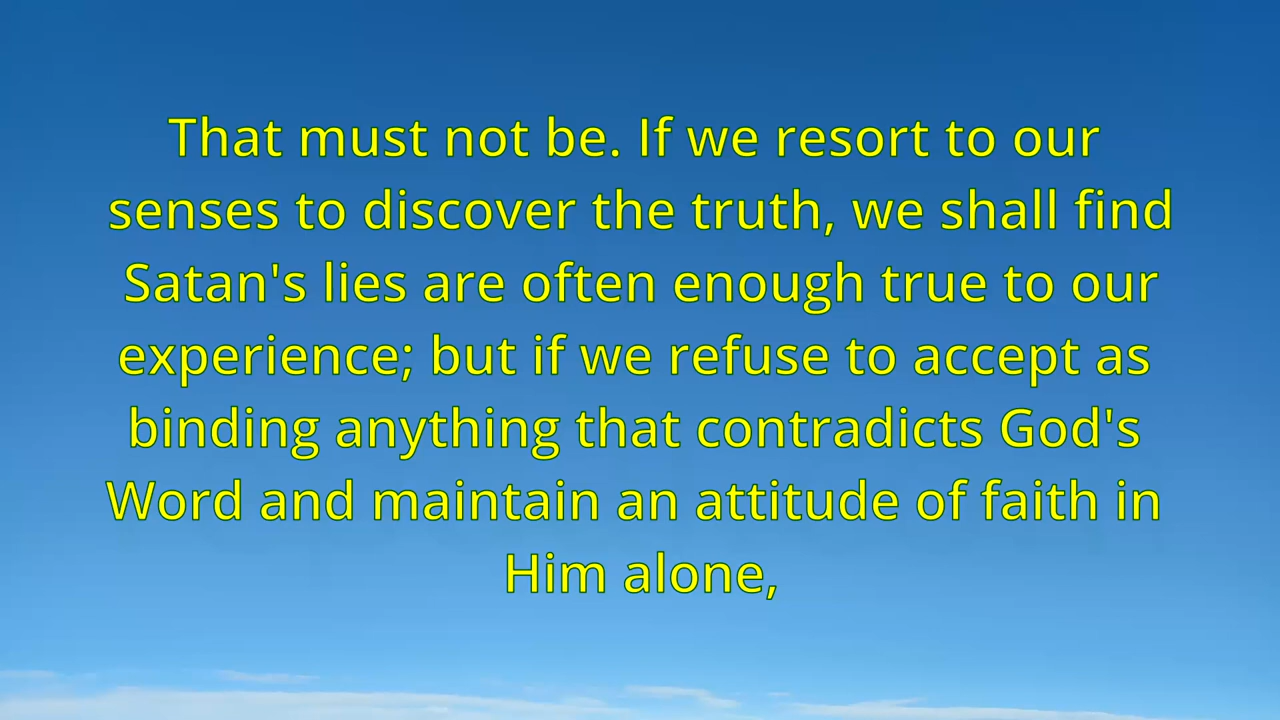 That must not be. If we resort to our
senses to discover the truth, we shall find
Satan's lies are often enough true to our
experience; but if we refuse to accept as
binding anything that contradicts God's
Word and maintain an attitude of faith in
Him alone,